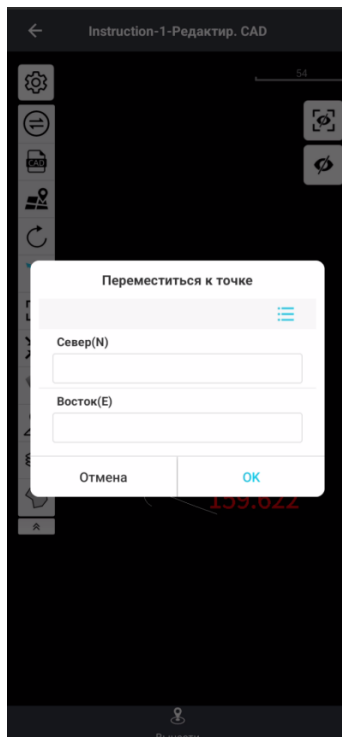 Instruction-1-Редактир. CAD
54
CAD
Переместиться к точке
Север(N)
Восток(E)
Отмена
OK
159.622